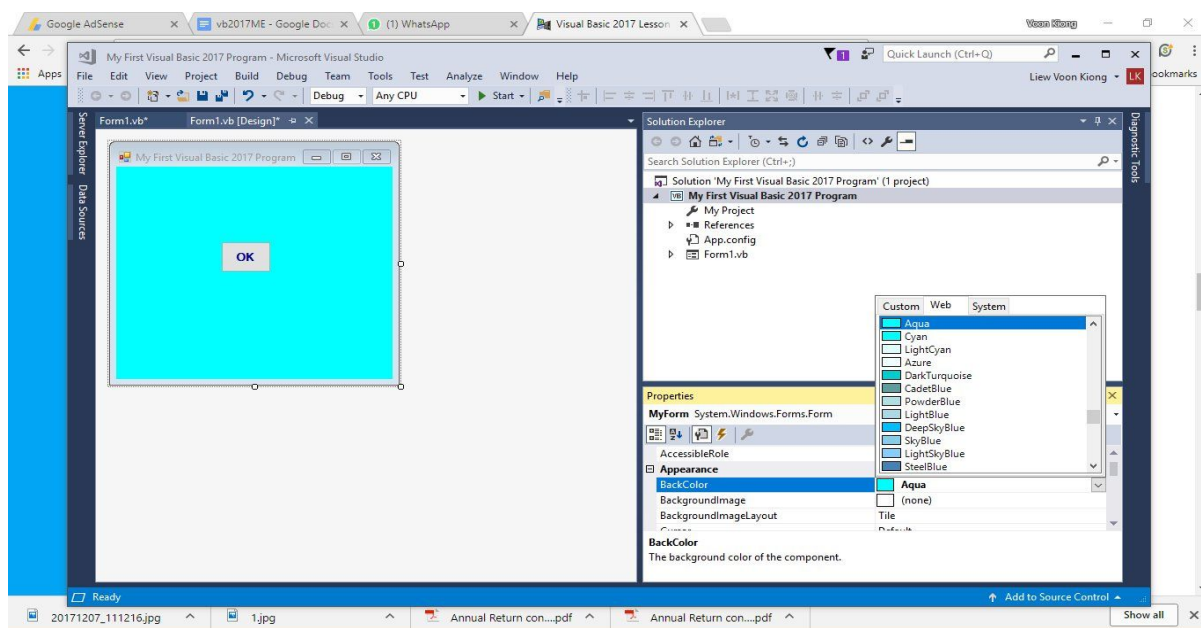 Google AdSense
vb2017ME - Google Doc
(1) WhatsApp
Visual Basic 2017 Lesson
Voon Kiong
Apps
ookmarks
My First Visual Basic 2017 Program - Microsoft Visual Studio
1
Quick Launch (Ctrl+Q)
File Edit View Project Build Debug Team Tools Test Analyze Window Help
Liew Voon Kiong LK
Debug Any CPU Start
Server Explorer
Data Sources
Form1.vb* Form1.vb [Design]*
My First Visual Basic 2017 Program
OK
Solution Explorer
Search Solution Explorer (Ctrl+;)
Solution 'My First Visual Basic 2017 Program' (1 project)
VB My First Visual Basic 2017 Program
My Project
References
App.config
Form1.vb
Diagnostic Tools
Custom Web System
Aqua
Cyan
LightCyan
Azure
DarkTurquoise
CadetBlue
PowderBlue
LightBlue
DeepSkyBlue
SkyBlue
LightSkyBlue
SteelBlue
Properties
MyForm System.Windows.Forms.Form
AccessibleRole
Appearance
BackColor Aqua
BackgroundImage (none)
BackgroundImageLayout Tile
Cursor Default
BackColor
The background color of the component.
Ready
Add to Source Control
20171207_111216.jpg
1.jpg
Annual Return con....pdf
Annual Return con....pdf
Show all